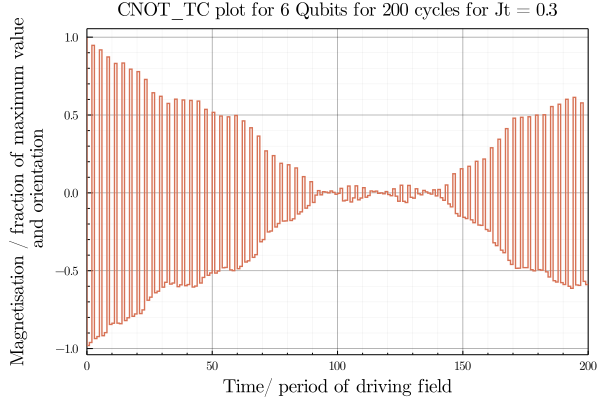 CNOT_TC plot for 6 Qubits for 200 cycles for Jt = 0.3
Magnetisation / fraction of maximum value
and orientation
1.0
0.5
0.0
−0.5
−1.0
0 50 100 150 200
Time/ period of driving field